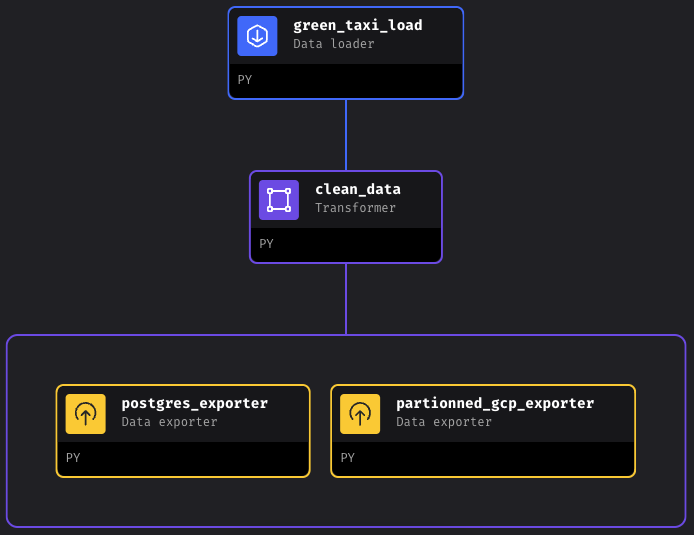 green_taxi_load
Data loader
PY
clean_data
Transformer
PY
postgres_exporter
Data exporter
PY
partionned_gcp_exporter
Data exporter
PY